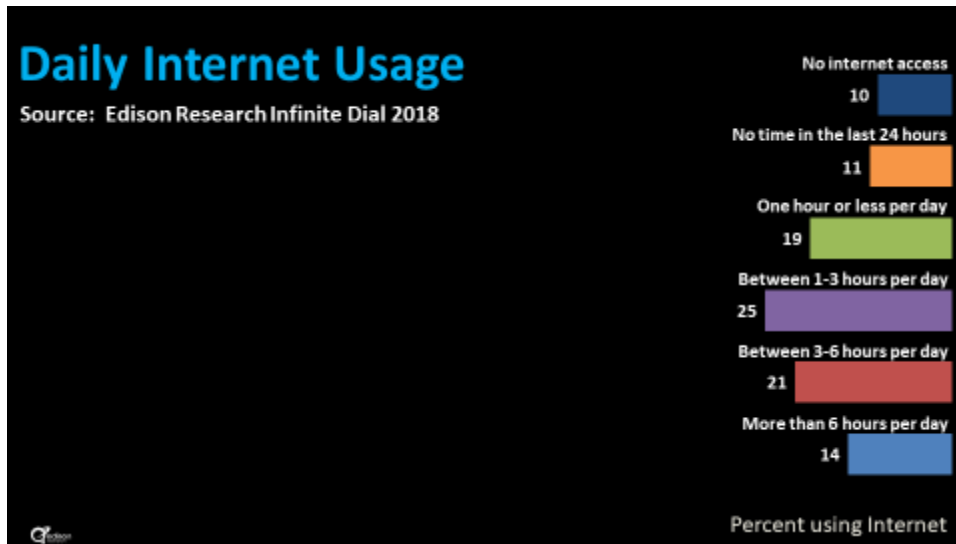 Daily Internet Usage
Source: Edison Research Infinite Dial 2018
No internet access
10
No time in the last 24 hours
11
One hour or less per day
19
Between 1-3 hours per day
25
Between 3-6 hours per day
21
More than 6 hours per day
14
Percent using Internet
edison